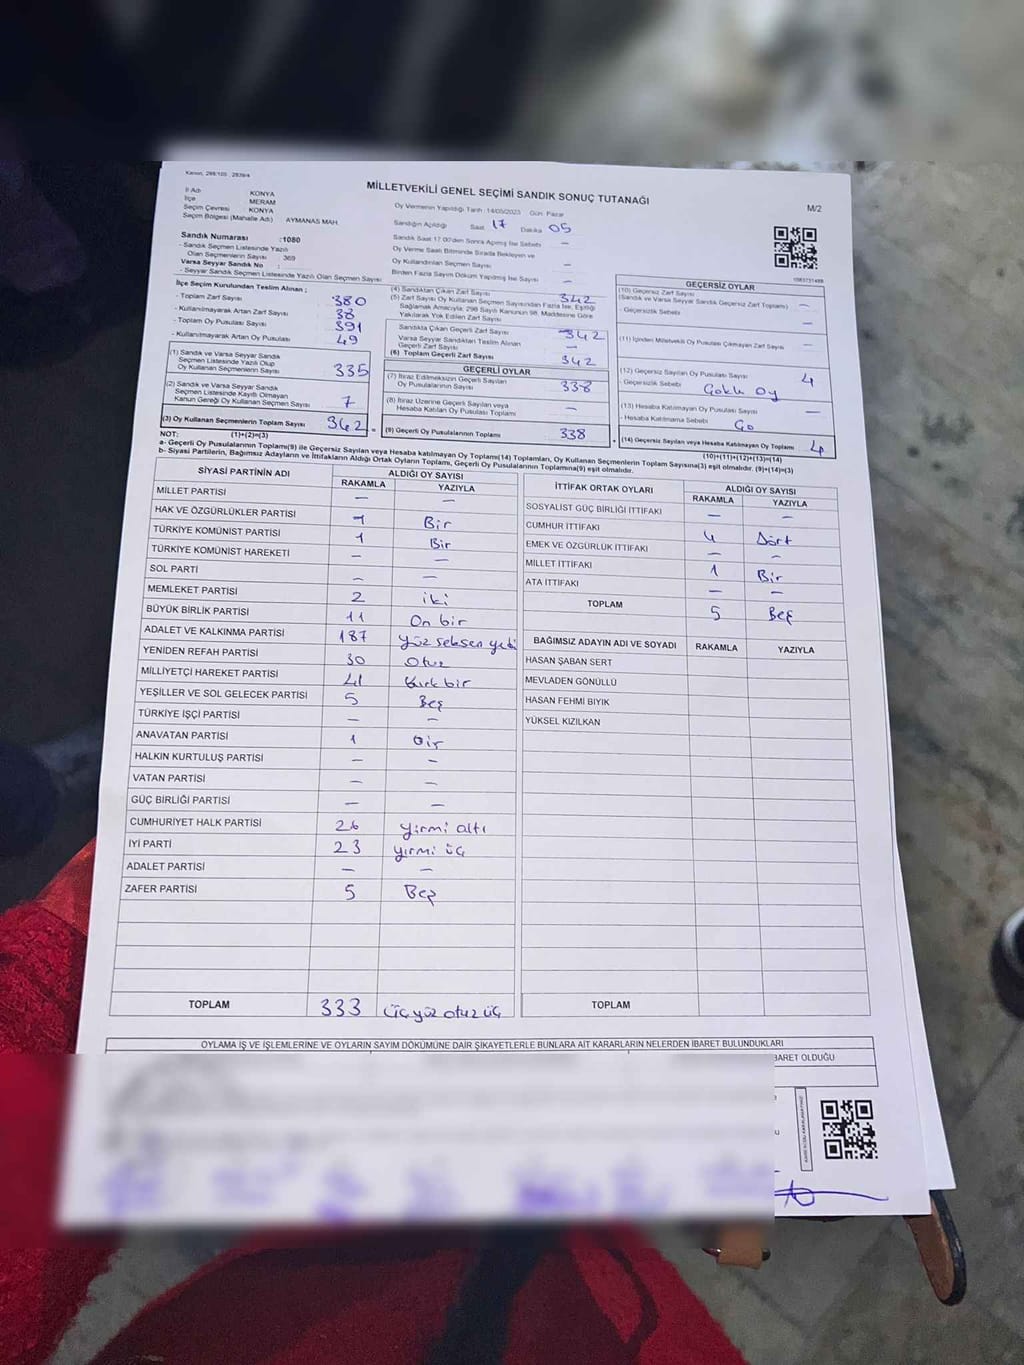 Kanun, 298/105 , 2839/4
MİLLETVEKİLİ GENEL SEÇİMİ SANDIK SONUÇ TUTANAĞI
M/2
İl Adı : KONYA
İlçe : MERAM
Seçim Çevresi : KONYA
Seçim Bölgesi (Mahalle Adı) AYMANAS MAH.
Sandık Numarası :1080
- Sandık Seçmen Listesinde Yazılı
Olan Seçmenlerin Sayısı 369
Varsa Seyyar Sandık No :
- Seyyar Sandık Seçmen Listesinde Yazılı Olan Seçmen Sayısı
Oy Vermenin Yapıldığı Tarih :14/05/2023 Gün: Pazar
Sandığın Açıldığı Saat 17 Dakika 05
Sandık Saat 17.00'den Sonra Açılmış İse Sebebi —
Oy Verme Saati Bitiminde Sırada Bekleyen ve
Oy Kullandırılan Seçmen Sayısı —
Birden Fazla Sayım Döküm Yapılmış İse Sayısı —
İlçe Seçim Kurulundan Teslim Alınan ;
- Toplam Zarf Sayısı 380
- Kullanılmayarak Artan Zarf Sayısı 38
- Toplam Oy Pusulası Sayısı 391
- Kullanılmayarak Artan Oy Pusulası 49
(1) Sandık ve Varsa Seyyar Sandık
Seçmen Listesinde Yazılı Olup
Oy Kullanan Seçmenlerin Sayısı 335
(2) Sandık ve Varsa Seyyar Sandık
Seçmen Listesinde Kayıtlı Olmayan
Kanun Gereği Oy Kullanan Seçmen Sayısı 7
(3) Oy Kullanan Seçmenlerin Toplam Sayısı 342
(1)+(2)=(3)
(4) Sandıktan Çıkan Zarf Sayısı 342
(5) Zarf Sayısı Oy Kullanan Seçmen Sayısından Fazla İse, Eşitliği
Sağlamak Amacıyla, 298 Sayılı Kanunun 98. Maddesine Göre
Yakılarak Yok Edilen Zarf Sayısı —
Sandıkta Çıkan Geçerli Zarf Sayısı 342
Varsa Seyyar Sandıktan Teslim Alınan
Geçerli Zarf Sayısı —
(6) Toplam Geçerli Zarf Sayısı 342
GEÇERLİ OYLAR
(7) İtiraz Edilmeksizin Geçerli Sayılan
Oy Pusulalarının Sayısı 338
(8) İtiraz Üzerine Geçerli Sayılan veya
Hesaba Katılan Oy Pusulası Toplamı —
= (9) Geçerli Oy Pusulalarının Toplamı 338
GEÇERSİZ OYLAR
(10) Geçersiz Zarf Sayısı
(Sandık ve Varsa Seyyar Sandık Geçersiz Zarf Toplamı) —
- Geçersizlik Sebebi —
(11) İçinden Milletvekili Oy Pusulası Çıkmayan Zarf Sayısı —
(12) Geçersiz Sayılan Oy Pusulası Sayısı 4
- Geçersizlik Sebebi
(13) Hesaba Katılmayan Oy Pusulası Sayısı —
- Hesaba Katılmama Sebebi
+ (14) Geçersiz Sayılan veya Hesaba Katılmayan Oy Toplamı 4
(10)+(11)+(12)+(13)=(14)
NOT:
a- Geçerli Oy Pusulalarının Toplamı(9) ile Geçersiz Sayılan veya Hesaba katılmayan Oy Toplamı(14) Toplamları, Oy Kullanan Seçmenlerin Toplam Sayısına(3) eşit olmalıdır. (9)+(14)=(3)
b- Siyasi Partilerin, Bağımsız Adayların ve İttifakların Aldığı Ortak Oyların Toplamı, Geçerli Oy Pusulalarının Toplamına(9) eşit olmalıdır.
SİYASİ PARTİNİN ADI ALDIĞI OY SAYISI
RAKAMLA YAZIYLA
MİLLET PARTİSİ — —
HAK VE ÖZGÜRLÜKLER PARTİSİ 1 Bir
TÜRKİYE KOMÜNİST PARTİSİ 1 Bir
TÜRKİYE KOMÜNİST HAREKETİ — —
SOL PARTİ — —
MEMLEKET PARTİSİ 2 iki
BÜYÜK BİRLİK PARTİSİ 11 On bir
ADALET VE KALKINMA PARTİSİ 187 yüz seksen yedi
YENİDEN REFAH PARTİSİ 30 Otuz
MİLLİYETÇİ HAREKET PARTİSİ 41 Kırk bir
YEŞİLLER VE SOL GELECEK PARTİSİ 5 Beş
TÜRKİYE İŞÇİ PARTİSİ — —
ANAVATAN PARTİSİ 1 Bir
HALKIN KURTULUŞ PARTİSİ — —
VATAN PARTİSİ — —
GÜÇ BİRLİĞİ PARTİSİ — —
CUMHURİYET HALK PARTİSİ 26 yirmi altı
İYİ PARTİ 23 yirmi üç
ADALET PARTİSİ — —
ZAFER PARTİSİ 5 Beş
TOPLAM 333 üçyüz otuz üç
İTTİFAK ORTAK OYLARI ALDIĞI OY SAYISI
RAKAMLA YAZIYLA
SOSYALİST GÜÇ BİRLİĞİ İTTİFAKI — —
CUMHUR İTTİFAKI 4 Dört
EMEK VE ÖZGÜRLÜK İTTİFAKI — —
MİLLET İTTİFAKI 1 Bir
ATA İTTİFAKI — —
TOPLAM 5 Beş
BAĞIMSIZ ADAYIN ADI VE SOYADI RAKAMLA YAZIYLA
HASAN ŞABAN SERT
MEVLADEN GÖNÜLLÜ
HASAN FEHMİ BIYIK
YÜKSEL KIZILKAN
TOPLAM
OYLAMA İŞ VE İŞLEMLERİNE VE OYLARIN SAYIM DÖKÜMÜNE DAİR ŞİKAYETLERLE BUNLARA AİT KARARLARIN NELERDEN İBARET BULUNDUKLARI
BARET OLDUĞU